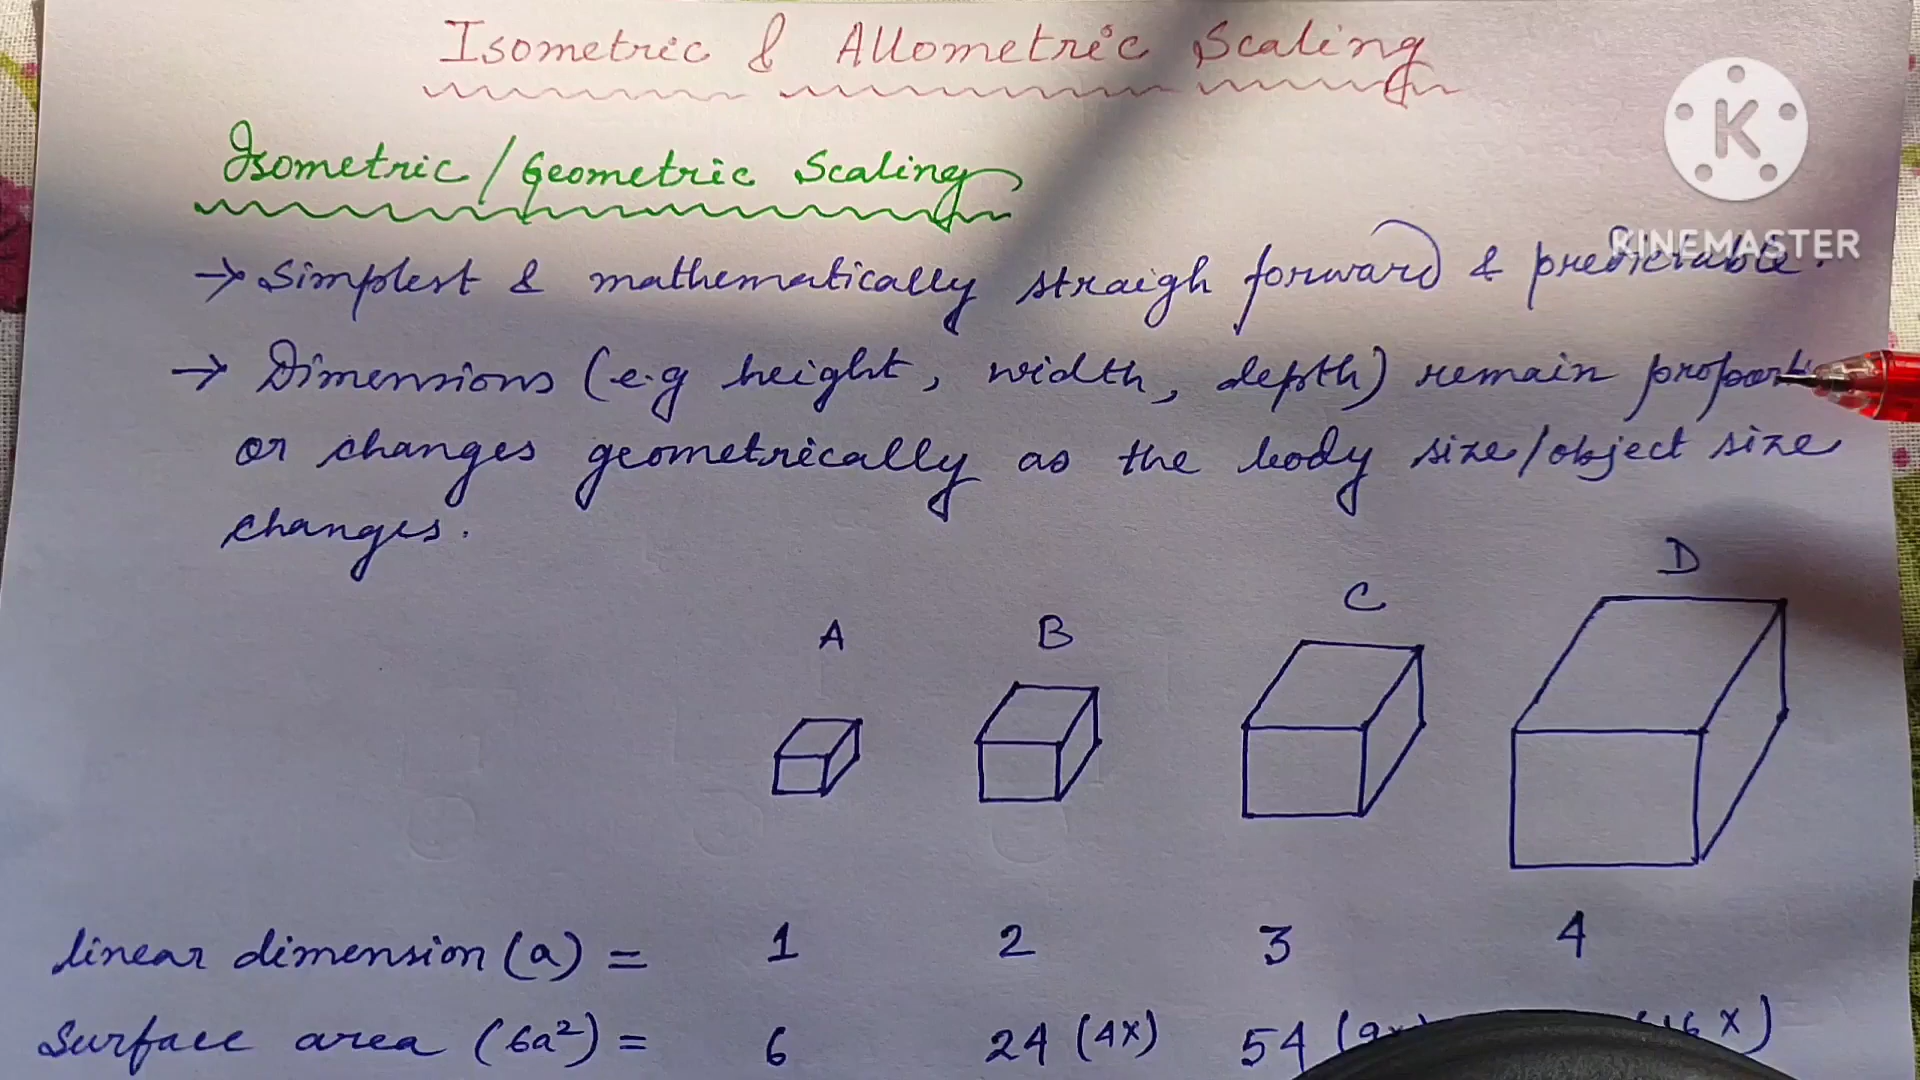 Isometric & Allometric Scaling
K
KINEMASTER
Isometric / Geometric Scaling
→ Simplest & mathematically straigh forward & predictable.
→ Dimensions (e.g height, width, depth) remain
or changes geometrically as the body size/object size
changes.
A B C D
linear dimension (a) = 1 2 3 4
Surface area (6a²) = 6 24 (4x) 54